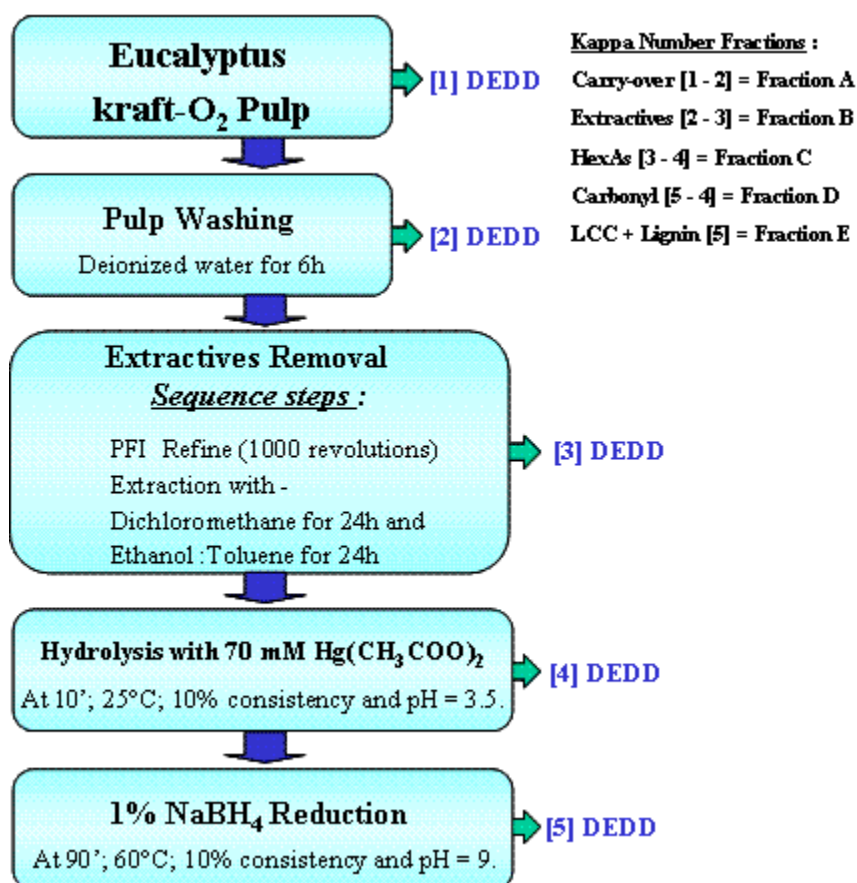 Eucalyptus
kraft-O₂ Pulp
[1] DEDD
Kappa Number Fractions :
Carry-over [1 - 2] = Fraction A
Extractives [2 - 3] = Fraction B
HexAs [3 - 4] = Fraction C
Carbonyl [5 - 4] = Fraction D
LCC + Lignin [5] = Fraction E
Pulp Washing
Deionized water for 6h
[2] DEDD
Extractives Removal
Sequence steps :
PFI Refine (1000 revolutions)
Extraction with -
Dichloromethane for 24h and
Ethanol :Toluene for 24h
[3] DEDD
Hydrolysis with 70 mM Hg(CH₃COO)₂
At 10’; 25°C; 10% consistency and pH = 3.5.
[4] DEDD
1% NaBH₄ Reduction
At 90’; 60°C; 10% consistency and pH = 9.
[5] DEDD